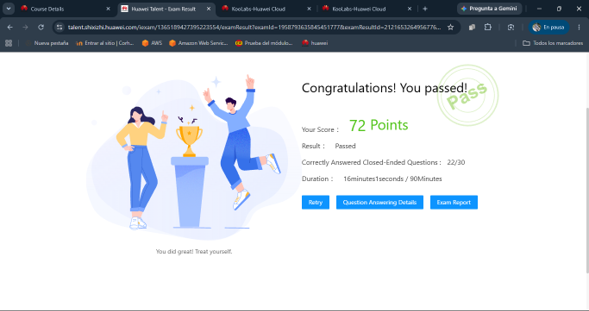 Course Details
Huawei Talent - Exam Result
KooLabs-Huawei Cloud
KooLabs-Huawei Cloud
Pregunta a Gemini
talent.shixizhi.huawei.com/exam/1365189427395223554/examResult?examId=1958793635845451777&examResultId=2121653264956776...
En pausa
Nueva pestaña
Entrar al sitio | Corh...
AWS
Amazon Web Servic...
Prueba del módulo...
huawei
Todos los marcadores
Congratulations! You passed!
Pass
Your Score : 72 Points
Result : Passed
Correctly Answered Closed-Ended Questions : 22/30
Duration : 16minutes1seconds / 90Minutes
Retry
Question Answering Details
Exam Report
You did great! Treat yourself.